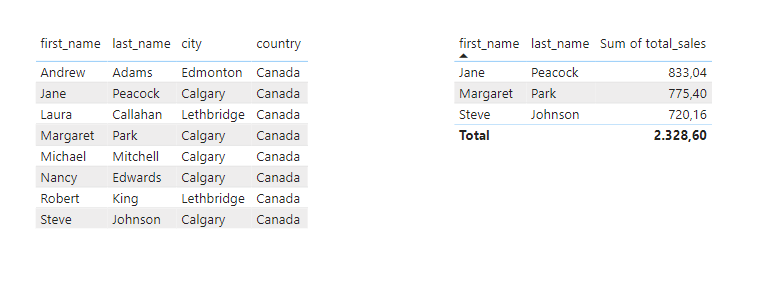 first_name last_name city country
Andrew Adams Edmonton Canada
Jane Peacock Calgary Canada
Laura Callahan Lethbridge Canada
Margaret Park Calgary Canada
Michael Mitchell Calgary Canada
Nancy Edwards Calgary Canada
Robert King Lethbridge Canada
Steve Johnson Calgary Canada
first_name last_name Sum of total_sales
Jane Peacock 833,04
Margaret Park 775,40
Steve Johnson 720,16
Total 2.328,60